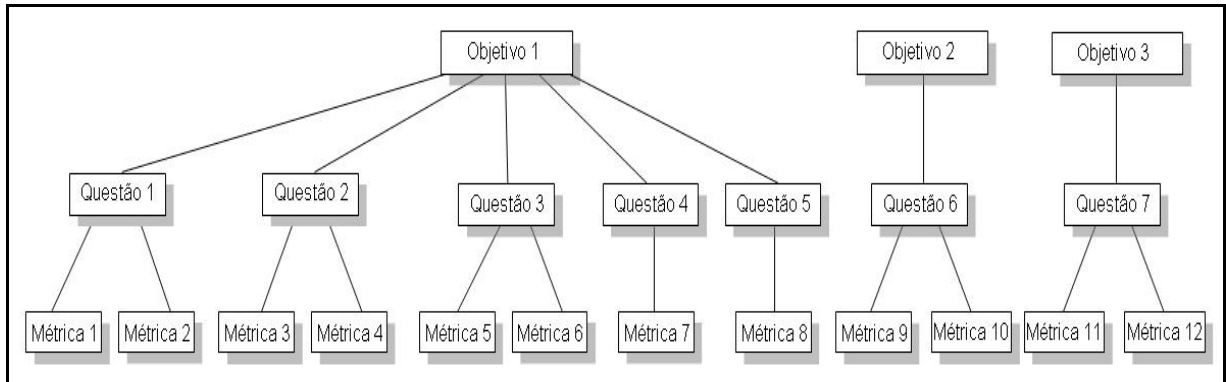 Objetivo 1
Objetivo 2
Objetivo 3
Questão 1
Questão 2
Questão 3
Questão 4
Questão 5
Questão 6
Questão 7
Métrica 1
Métrica 2
Métrica 3
Métrica 4
Métrica 5
Métrica 6
Métrica 7
Métrica 8
Métrica 9
Métrica 10
Métrica 11
Métrica 12